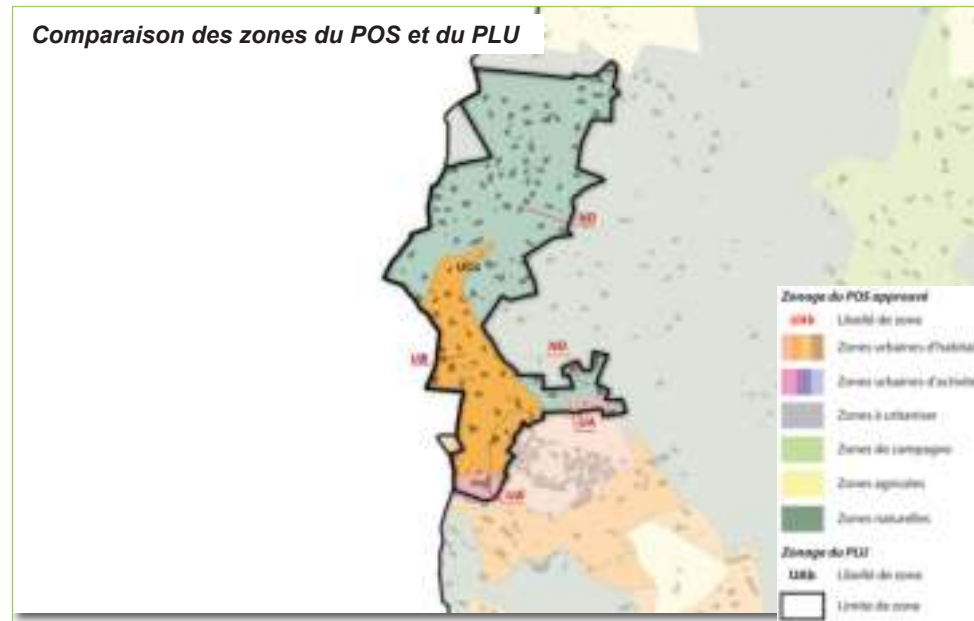 Comparaison des zones du POS et du PLU
ND
UB
ND
UA
Zonage du POS approuvé
UAb Libellé de zone
Zones urbaines d'habitat
Zones urbaines d'activité
Zones à urbaniser
Zones de campagne
Zones agricoles
Zones naturelles
Zonage du PLU
UAb Libellé de zone
Limite de zone